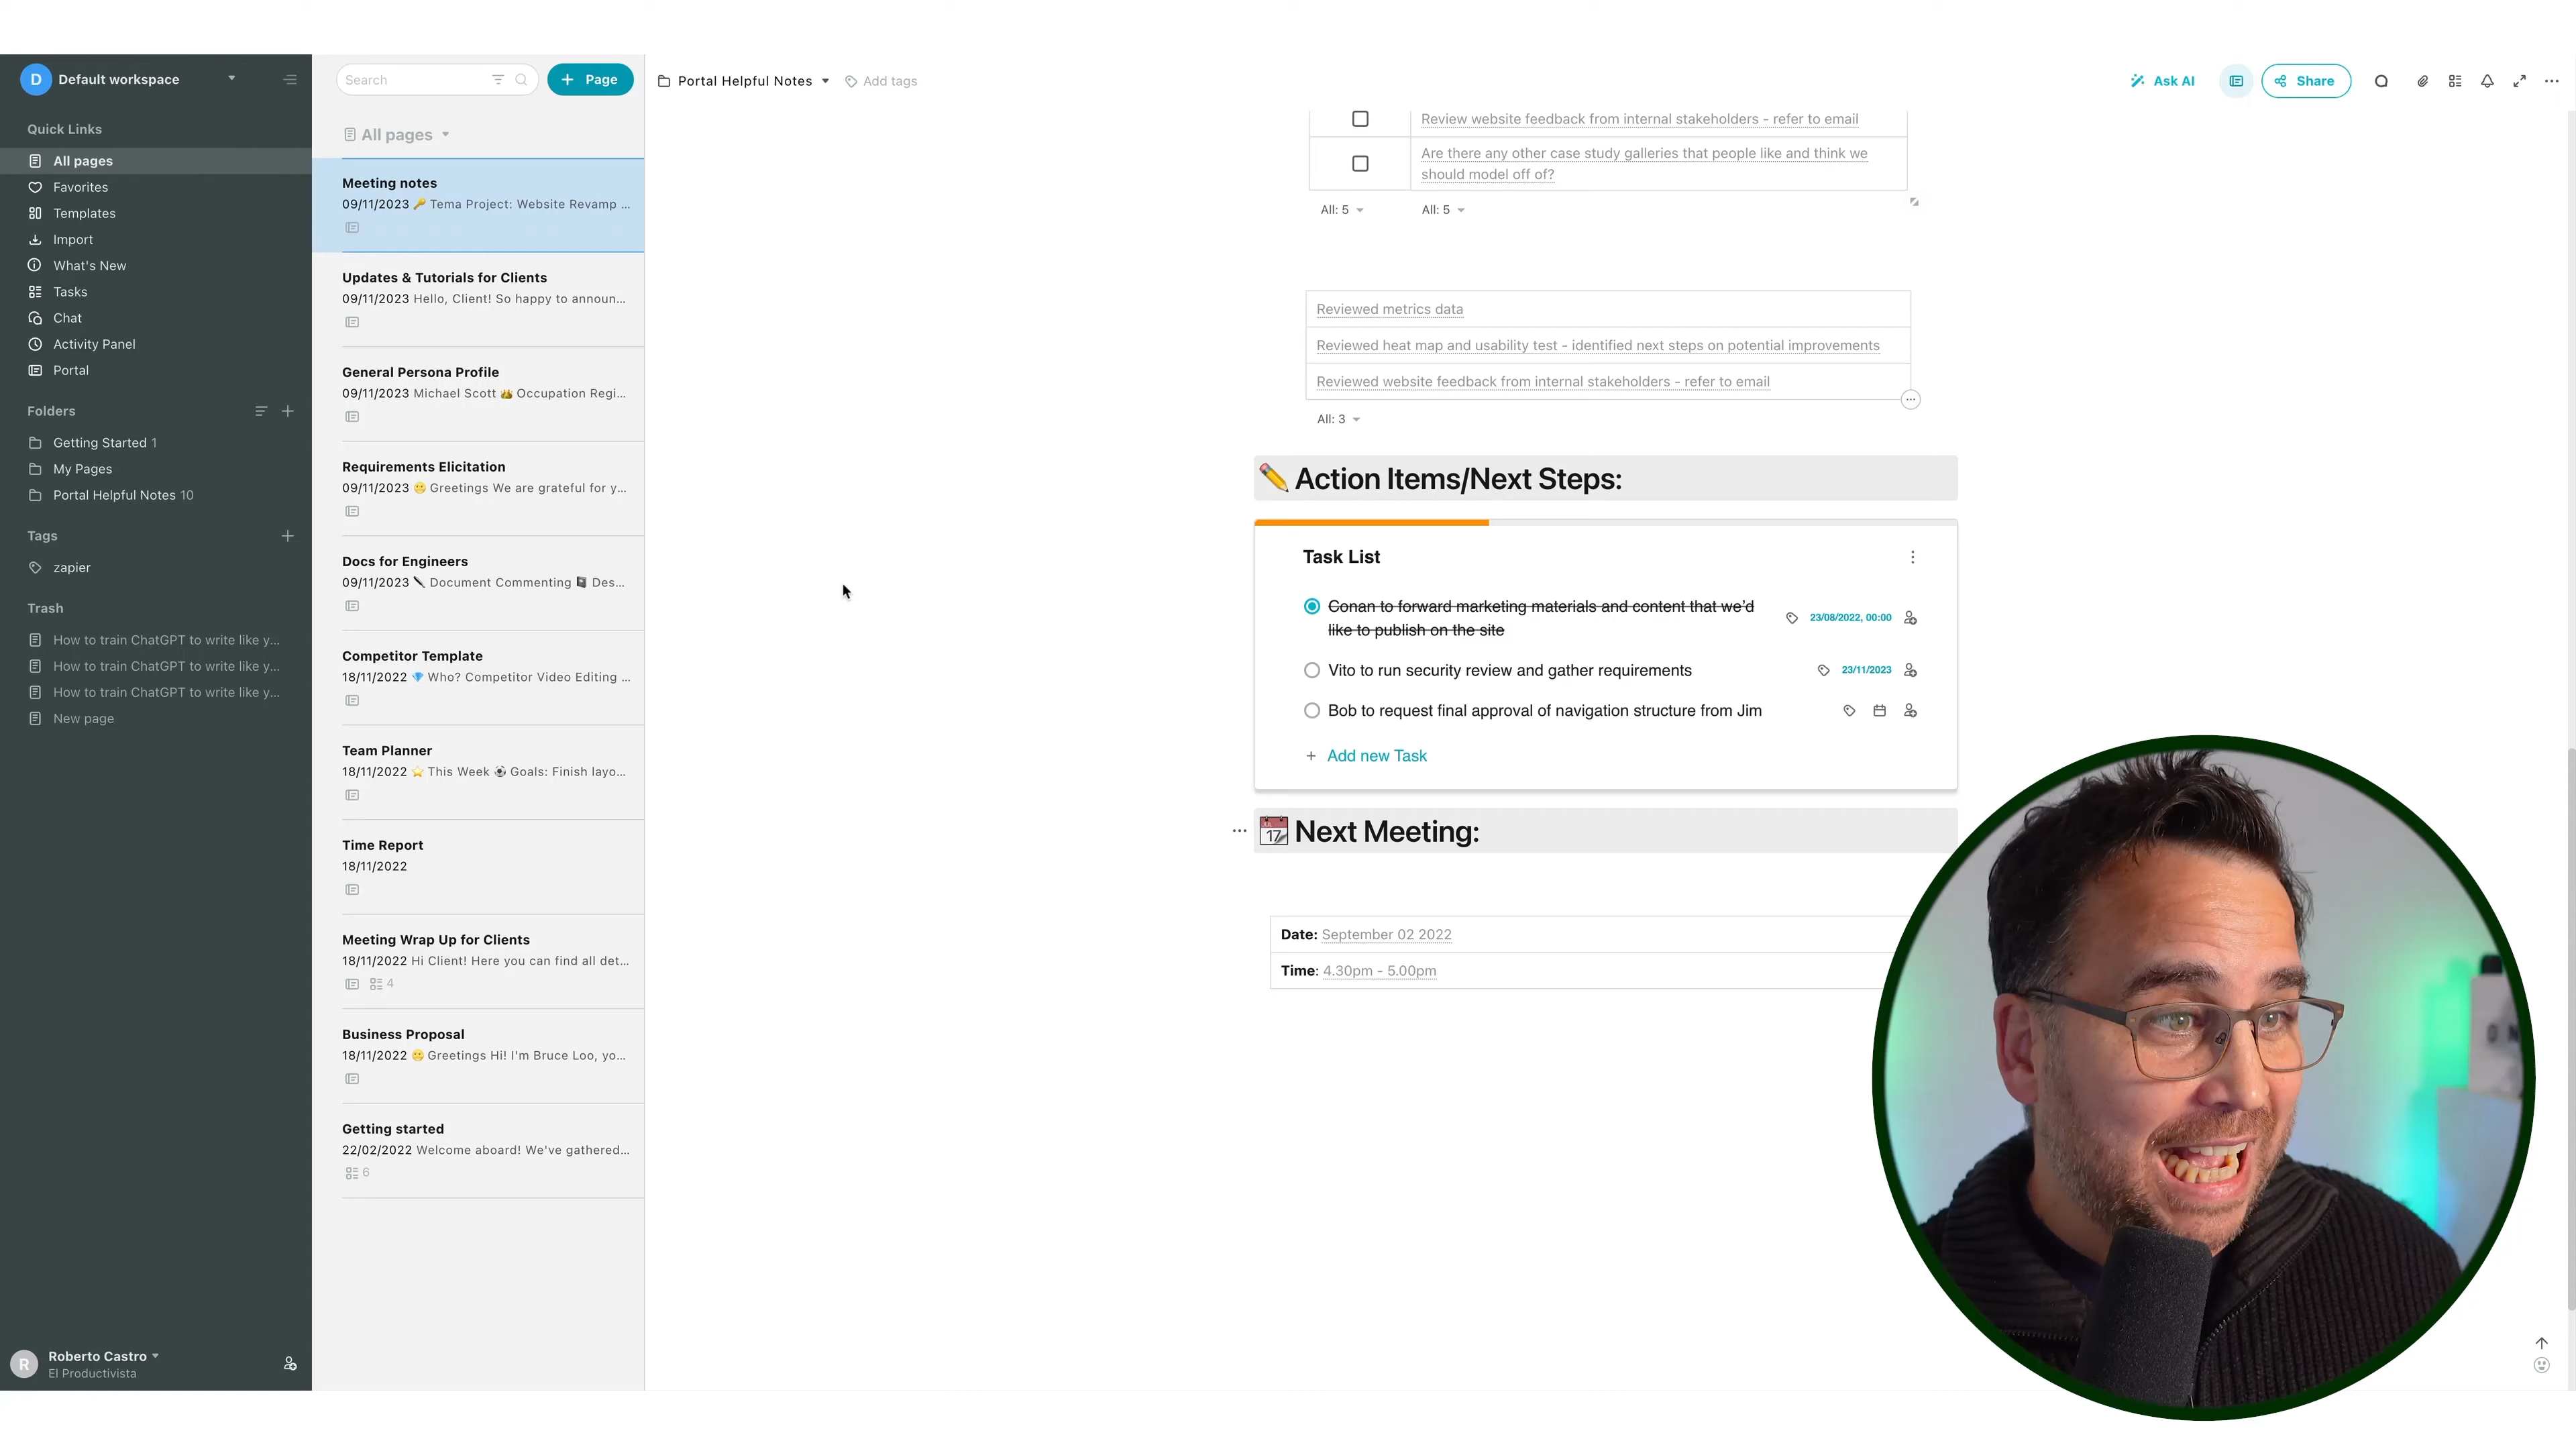 D Default workspace
Quick Links
All pages
Favorites
Templates
Import
What's New
Tasks
Chat
Activity Panel
Portal
Folders
Getting Started 1
My Pages
Portal Helpful Notes 10
Tags
zapier
Trash
How to train ChatGPT to write like y...
How to train ChatGPT to write like y...
How to train ChatGPT to write like y...
New page
R Roberto Castro
El Productivista
Search
+ Page
All pages
Meeting notes
09/11/2023 🔑 Tema Project: Website Revamp ...
Updates & Tutorials for Clients
09/11/2023 Hello, Client! So happy to announ...
General Persona Profile
09/11/2023 Michael Scott 👑 Occupation Regi...
Requirements Elicitation
09/11/2023 Greetings We are grateful for y...
Docs for Engineers
09/11/2023 Document Commenting Des...
Competitor Template
18/11/2022 💎 Who? Competitor Video Editing ...
Team Planner
18/11/2022 ⭐ This Week ⚽ Goals: Finish layo...
Time Report
18/11/2022
Meeting Wrap Up for Clients
18/11/2022 Hi Client! Here you can find all det...
4
Business Proposal
18/11/2022 Greetings Hi! I'm Bruce Loo, yo...
Getting started
22/02/2022 Welcome aboard! We've gathered...
6
Portal Helpful Notes
Add tags
Ask AI
Share
Review website feedback from internal stakeholders - refer to email
Are there any other case study galleries that people like and think we
should model off of?
All: 5 All: 5
Reviewed metrics data
Reviewed heat map and usability test - identified next steps on potential improvements
Reviewed website feedback from internal stakeholders - refer to email
All: 3
✏️ Action Items/Next Steps:
Task List
Conan to forward marketing materials and content that we'd
like to publish on the site
23/08/2022, 00:00
Vito to run security review and gather requirements
23/11/2023
Bob to request final approval of navigation structure from Jim
+ Add new Task
📆 Next Meeting:
Date: September 02 2022
Time: 4.30pm - 5.00pm